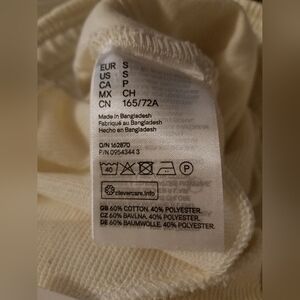 EUR S
US S
CA P
MX CH
CN 165/72A
Made in Bangladesh
Fabriqué au Bangladesh
Hecho en Bangladesh
O/N 162870
P/N 0954344 3
40 P
clevercare.info
GB 60% COTTON, 40% POLYESTER.
CZ 60% BAVLNA, 40% POLYESTER.
DE 60% BAUMWOLLE, 40% POLYESTER.